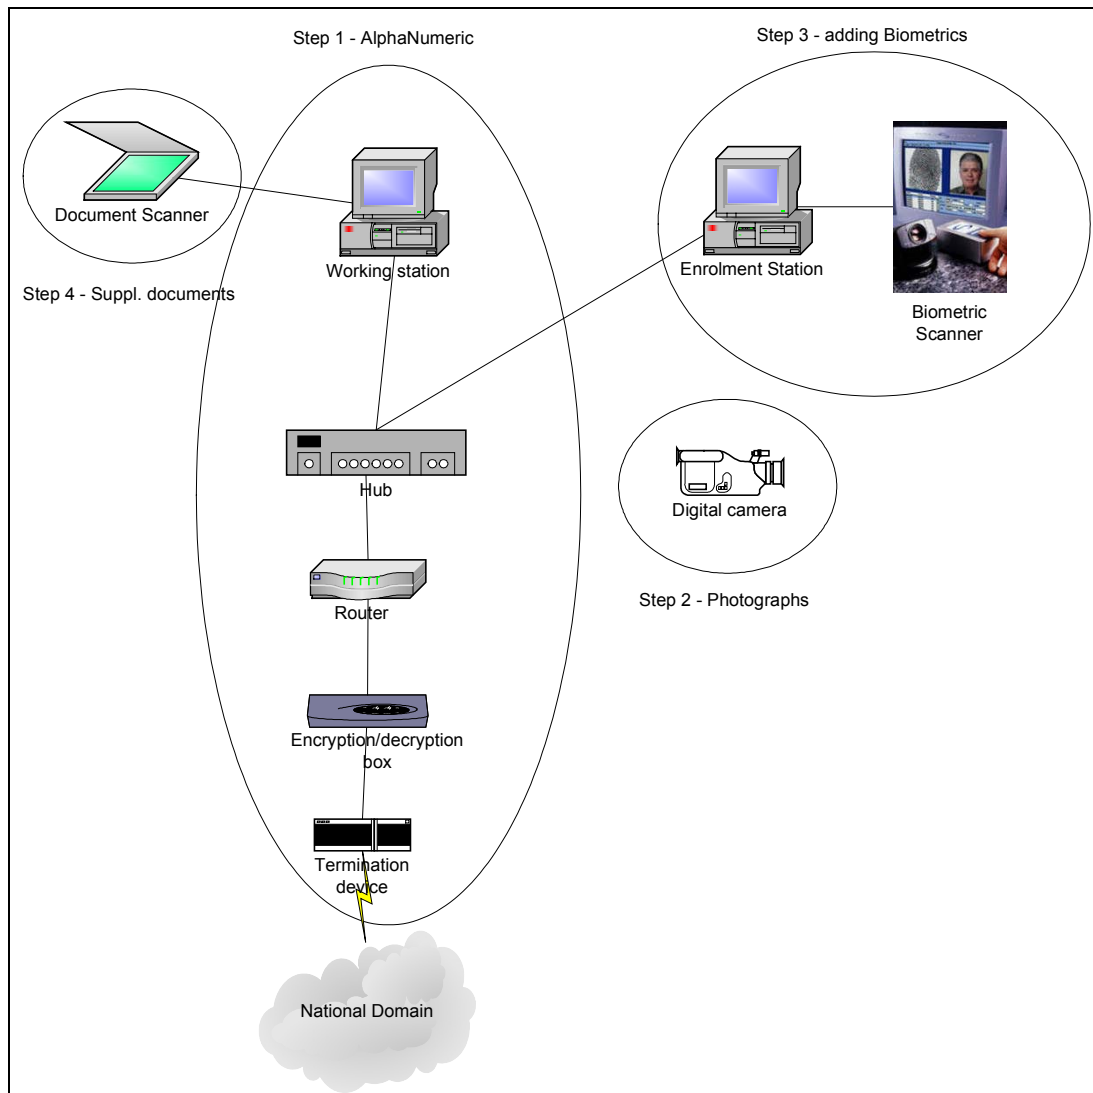 Step 1 - AlphaNumeric
Step 3 - adding Biometrics
Document Scanner
Working station
Enrolment Station
Step 4 - Suppl. documents
Biometric
Scanner
Hub
Digital camera
Step 2 - Photographs
Router
Encryption/decryption
box
Termination
device
National Domain